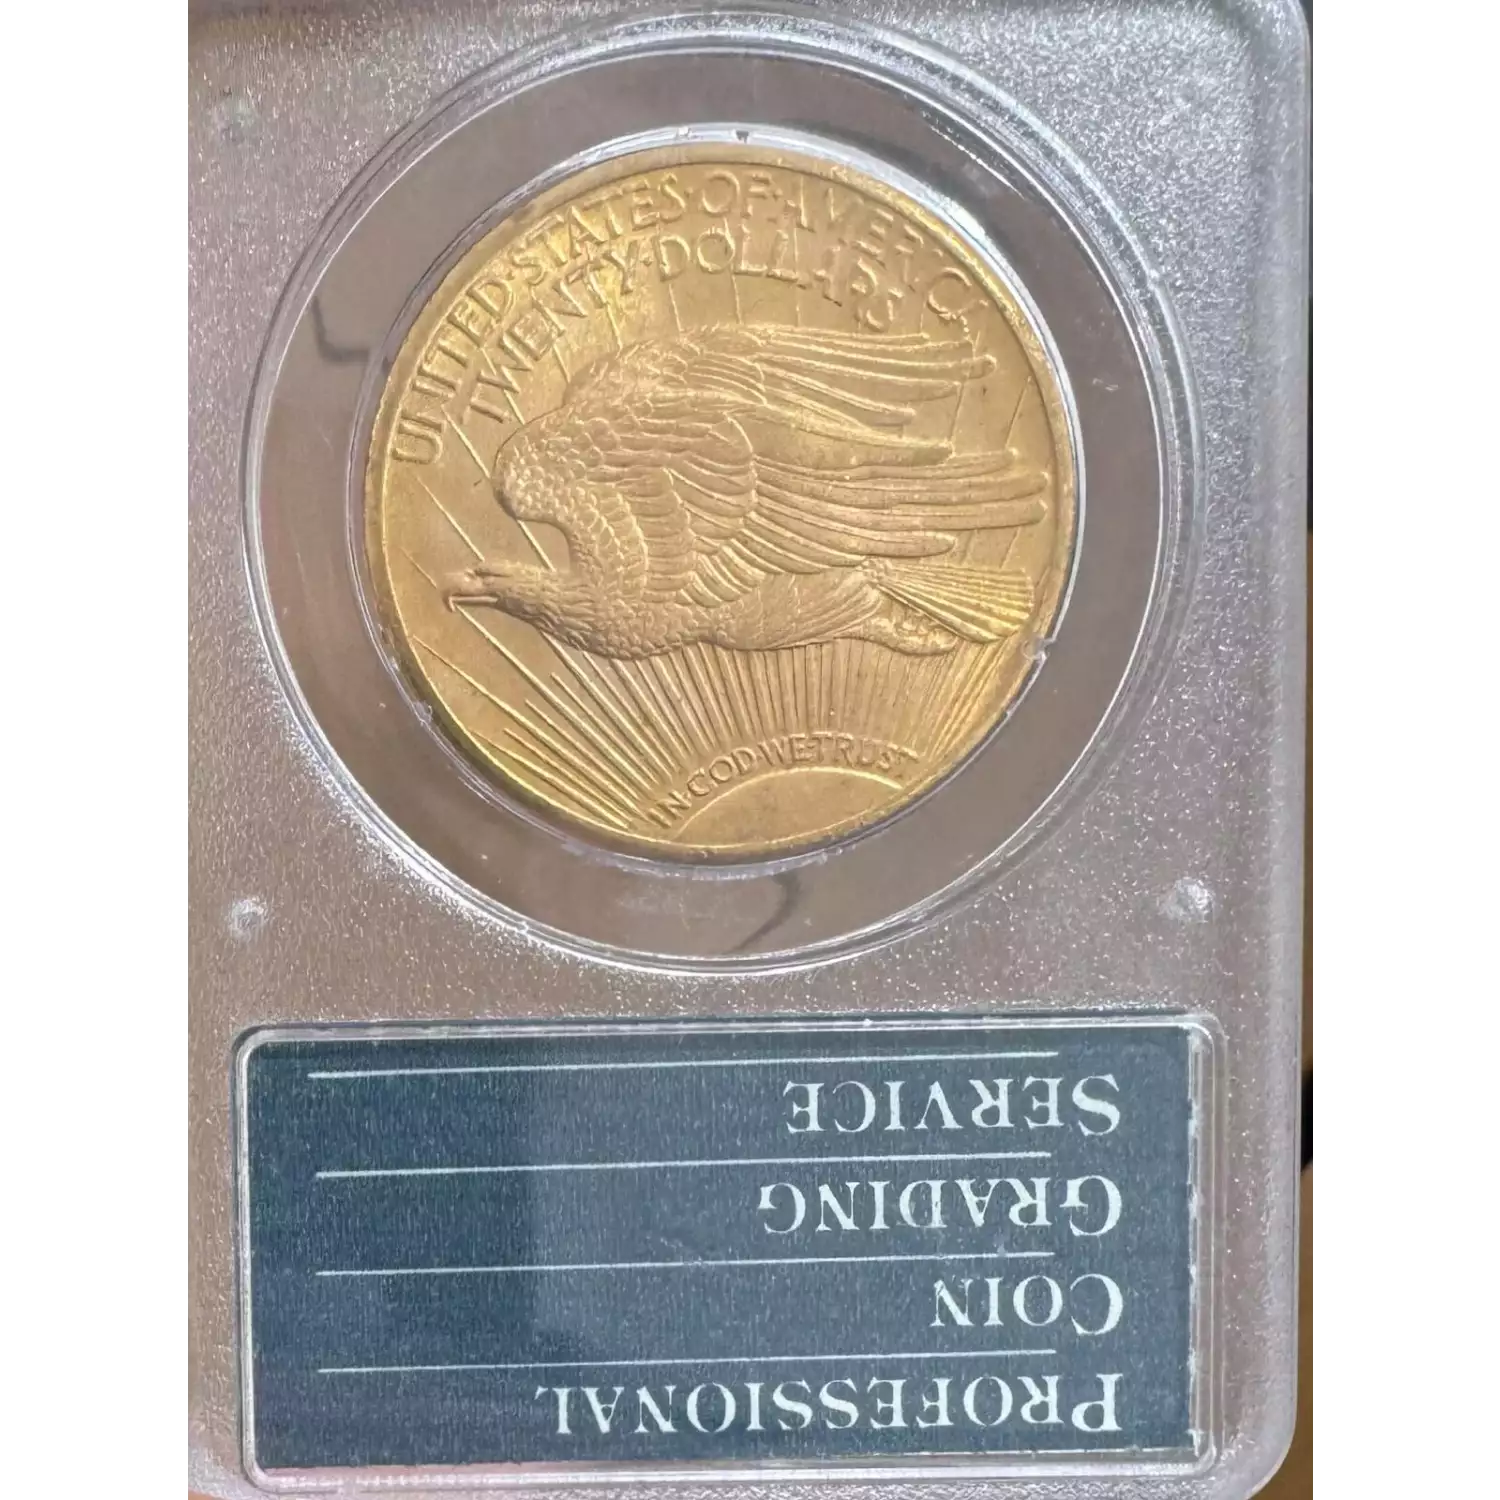 UNITED·STATES·OF·AMERICA
TWENTY·DOLLARS
IN·GOD·WE·TRUST
PROFESSIONAL
COIN
GRADING
SERVICE